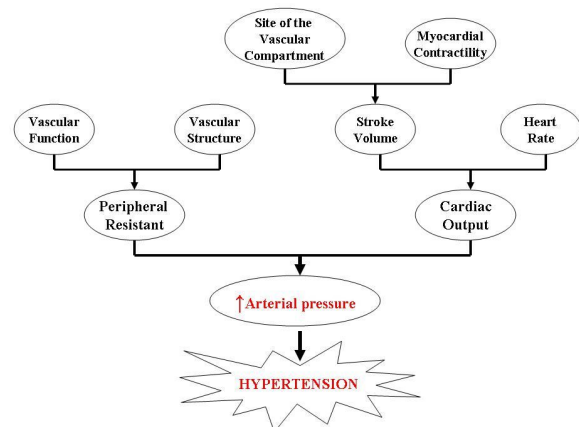 Site of the
the Vascular
Compartment
Myocardial
Contractility
Vascular
Function
Vascular
Structure
Stroke
Volume
Heart
Rate
Peripheral
Resistant
Cardiac
Output
↑Arterial pressure
HYPERTENSION